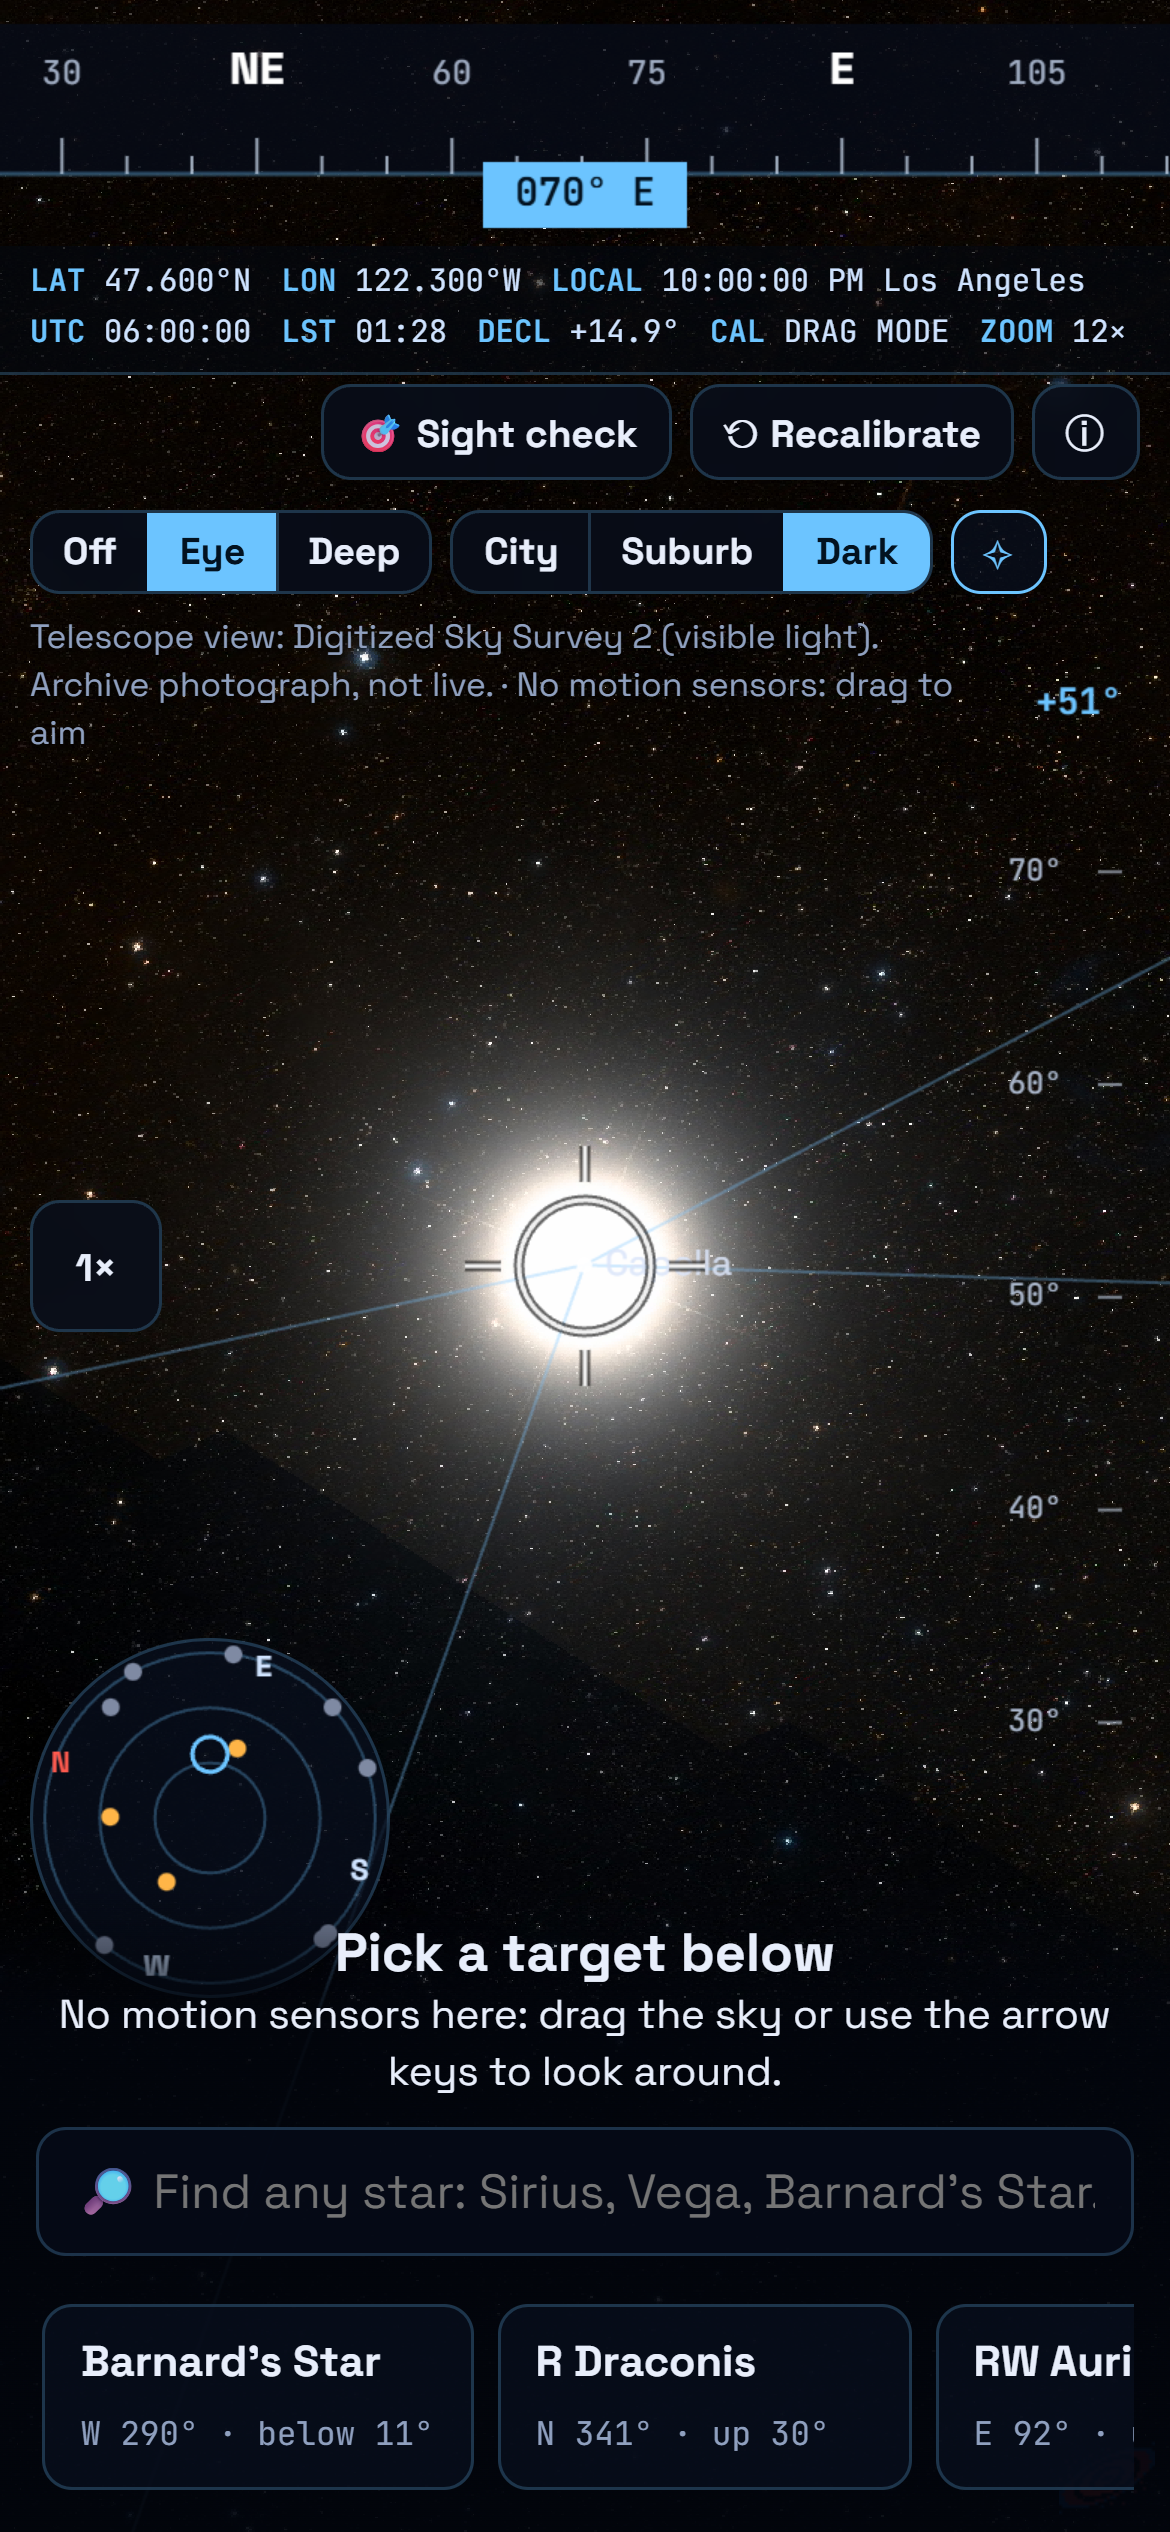 30 NE 60 75 E 105
070° E
LAT 47.600°N LON 122.300°W LOCAL 10:00:00 PM Los Angeles
UTC 06:00:00 LST 01:28 DECL +14.9° CAL DRAG MODE ZOOM 12×
Sight check Recalibrate
Off Eye Deep City Suburb Dark
Telescope view: Digitized Sky Survey 2 (visible light).
Archive photograph, not live. · No motion sensors: drag to
aim
+51°
70°
60°
1×
50°
40°
30°
E
N
S
W
Pick a target below
No motion sensors here: drag the sky or use the arrow
keys to look around.
Find any star: Sirius, Vega, Barnard's Star.
Barnard's Star R Draconis RW Auri
W 290° · below 11° N 341° · up 30° E 92° ·